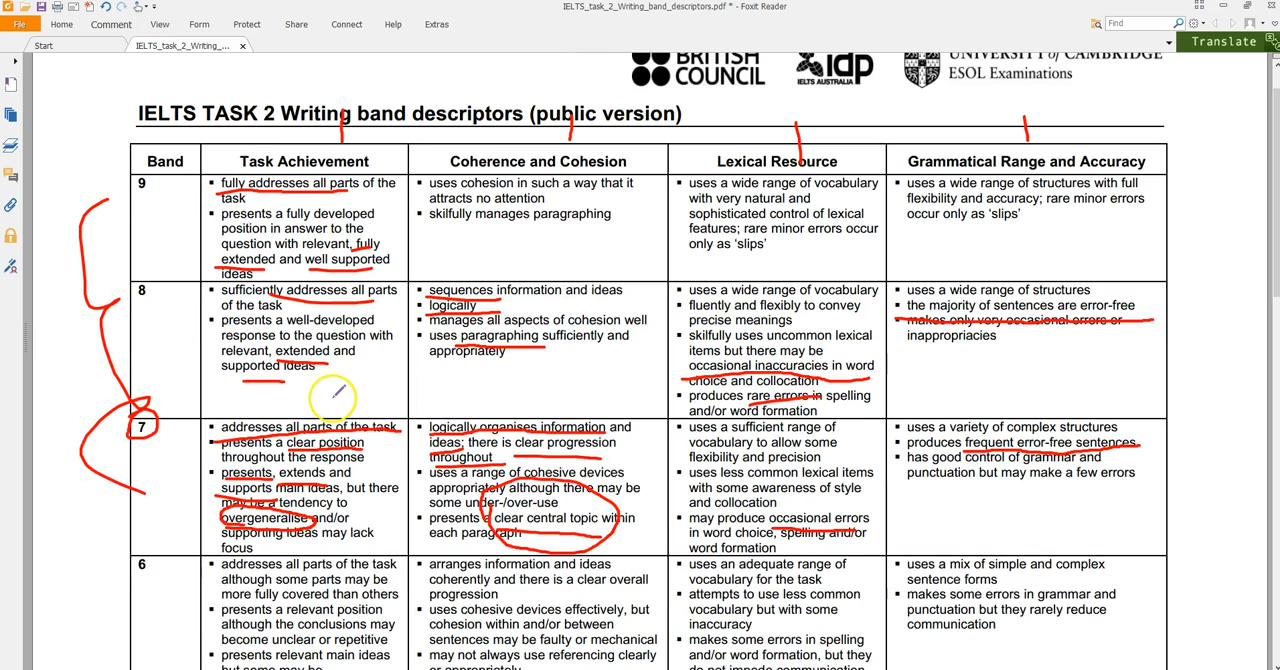 IELTS_task_2_Writing_band_descriptors.pdf * - Foxit Reader
File Home Comment View Form Protect Share Connect Help Extras
Find
Start IELTS_task_2_Writing_...
Translate
BRITISH COUNCIL
idp
IELTS AUSTRALIA
UNIVERSITY of CAMBRIDGE
ESOL Examinations
IELTS TASK 2 Writing band descriptors (public version)
Band Task Achievement Coherence and Cohesion Lexical Resource Grammatical Range and Accuracy
9
fully addresses all parts of the
task
presents a fully developed
position in answer to the
question with relevant, fully
extended and well supported
ideas
uses cohesion in such a way that it
attracts no attention
skilfully manages paragraphing
uses a wide range of vocabulary
with very natural and
sophisticated control of lexical
features; rare minor errors occur
only as ‘slips’
uses a wide range of structures with full
flexibility and accuracy; rare minor errors
occur only as ‘slips’
8
sufficiently addresses all parts
of the task
presents a well-developed
response to the question with
relevant, extended and
supported ideas
sequences information and ideas
logically
manages all aspects of cohesion well
uses paragraphing sufficiently and
appropriately
uses a wide range of vocabulary
fluently and flexibly to convey
precise meanings
skilfully uses uncommon lexical
items but there may be
occasional inaccuracies in word
choice and collocation
produces rare errors in spelling
and/or word formation
uses a wide range of structures
the majority of sentences are error-free
makes only very occasional errors or
inappropriacies
7
addresses all parts of the task
presents a clear position
throughout the response
presents, extends and
supports main ideas, but there
may be a tendency to
overgeneralise and/or
supporting ideas may lack
focus
logically organises information and
ideas; there is clear progression
throughout
uses a range of cohesive devices
appropriately although there may be
some under-/over-use
presents a clear central topic within
each paragraph
uses a sufficient range of
vocabulary to allow some
flexibility and precision
uses less common lexical items
with some awareness of style
and collocation
may produce occasional errors
in word choice, spelling and/or
word formation
uses a variety of complex structures
produces frequent error-free sentences
has good control of grammar and
punctuation but may make a few errors
6
addresses all parts of the task
although some parts may be
more fully covered than others
presents a relevant position
although the conclusions may
become unclear or repetitive
presents relevant main ideas
but some may be
arranges information and ideas
coherently and there is a clear overall
progression
uses cohesive devices effectively, but
cohesion within and/or between
sentences may be faulty or mechanical
may not always use referencing clearly
or appropriately
uses an adequate range of
vocabulary for the task
attempts to use less common
vocabulary but with some
inaccuracy
makes some errors in spelling
and/or word formation, but they
do not impede communication
uses a mix of simple and complex
sentence forms
makes some errors in grammar and
punctuation but they rarely reduce
communication